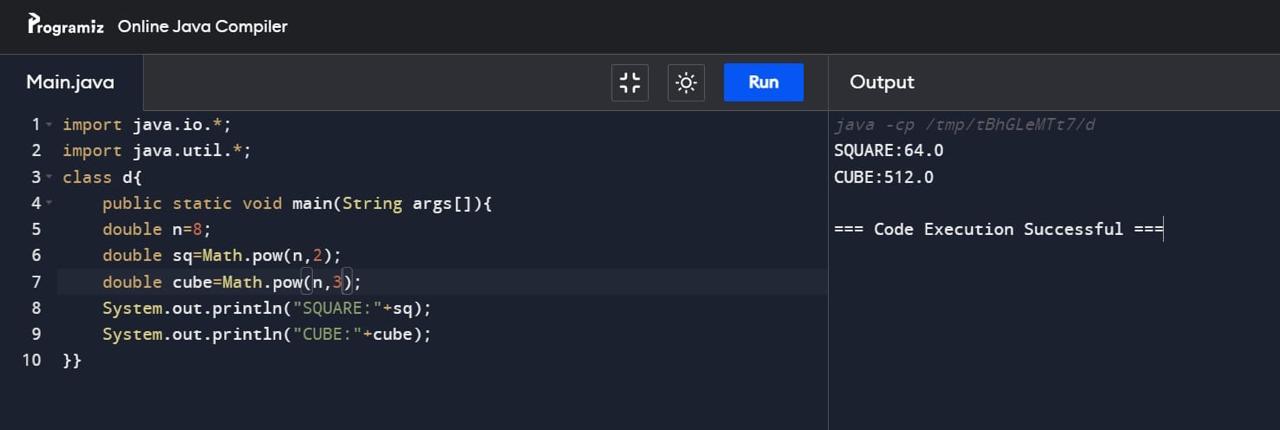 Programiz Online Java Compiler
Main.java
Run
Output
1 import java.io.*;
2 import java.util.*;
3 class d{
4 public static void main(String args[]){
5 double n=8;
6 double sq=Math.pow(n,2);
7 double cube=Math.pow(n,3);
8 System.out.println("SQUARE:"+sq);
9 System.out.println("CUBE:"+cube);
10 }}
java -cp /tmp/tBhGLeMTt7/d
SQUARE:64.0
CUBE:512.0
=== Code Execution Successful ===